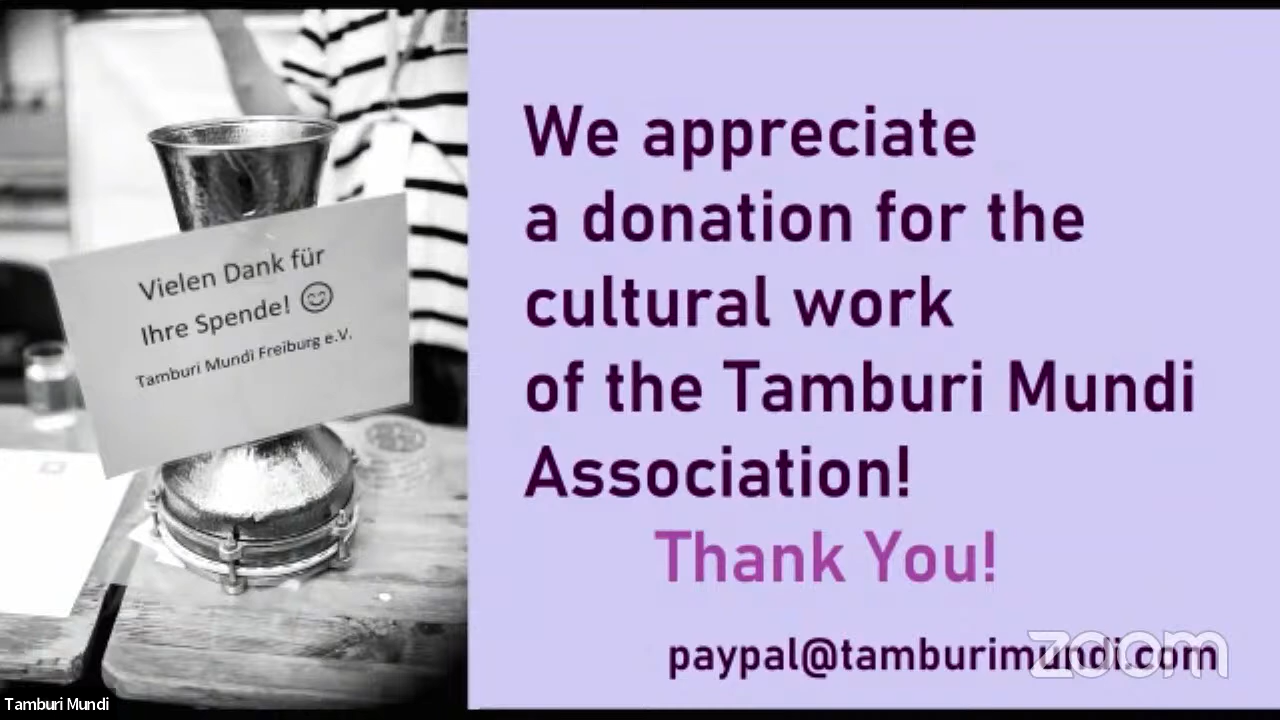 Vielen Dank für
Ihre Spende! 😊
Tamburi Mundi Freiburg e.V.
We appreciate
a donation for the
cultural work
of the Tamburi Mundi
Association!
Thank You!
paypal@tamburimundi.com
zoom
Tamburi Mundi